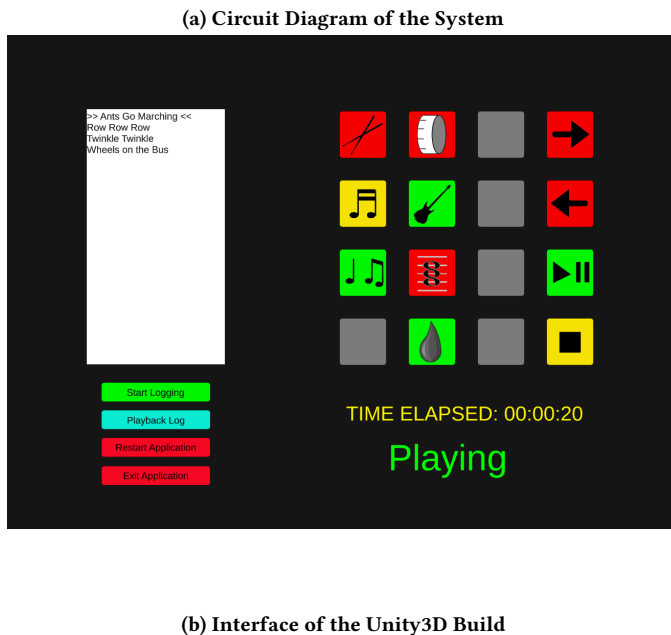 (a) Circuit Diagram of the System
>> Ants Go Marching <<
Row Row Row
Twinkle Twinkle
Wheels on the Bus
Start Logging
Playback Log
Restart Application
Exit Application
TIME ELAPSED: 00:00:20
Playing
(b) Interface of the Unity3D Build